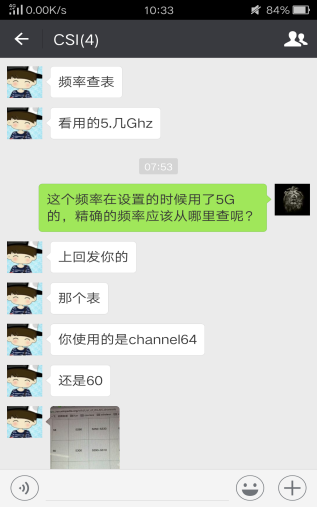 0.00K/s 10:33 84%
CSI(4)
频率查表
看用的5.几Ghz
07:53
这个频率在设置的时候用了5G
的，精确的频率应该从哪里查呢？
上回发你的
那个表
你使用的是channel64
还是60